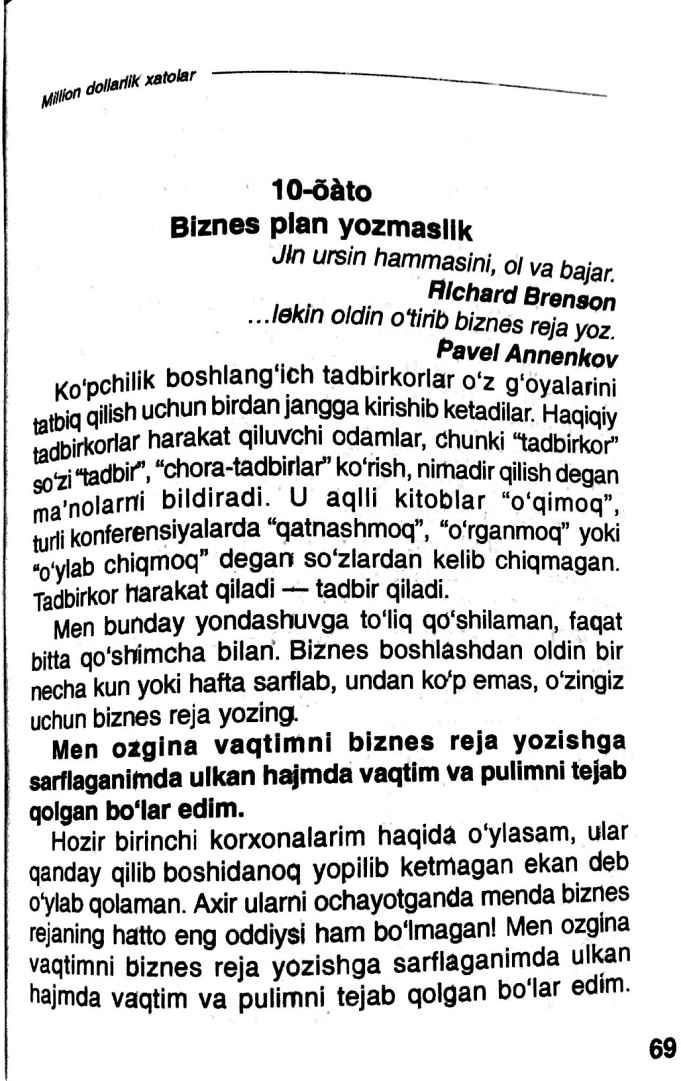 Million dollarlik xatolar
10-õàto
Biznes plan yozmaslik
Jin ursin hammasini, ol va bajar.
Richard Brenson
...lekin oldin o‘tirib biznes reja yoz.
Pavel Annenkov
Ko‘pchilik boshlang‘ich tadbirkorlar o‘z g‘oyalarini
tatbiq qilish uchun birdan jangga kirishib ketadilar. Haqiqiy
tadbirkorlar harakat qiluvchi odamlar, chunki “tadbirkor”
so‘zi “tadbir”, “chora-tadbirlar” ko‘rish, nimadir qilish degan
ma’nolarni bildiradi. U aqlli kitoblar “o‘qimoq”,
turli konferensiyalarda “qatnashmoq”, “o‘rganmoq” yoki
“o‘ylab chiqmoq” degan so‘zlardan kelib chiqmagan.
Tadbirkor harakat qiladi — tadbir qiladi.
Men bunday yondashuvga to‘liq qo‘shilaman, faqat
bitta qo‘shimcha bilan. Biznes boshlashdan oldin bir
necha kun yoki hafta sarflab, undan ko‘p emas, o‘zingiz
uchun biznes reja yozing.
Men ozgina vaqtimni biznes reja yozishga
sarflaganimda ulkan hajmda vaqtim va pulimni tejab
qolgan bo‘lar edim.
Hozir birinchi korxonalarim haqida o‘ylasam, ular
qanday qilib boshidanoq yopilib ketmagan ekan deb
o‘ylab qolaman. Axir ularni ochayotganda menda biznes
rejaning hatto eng oddiysi ham bo‘lmagan! Men ozgina
vaqtimni biznes reja yozishga sarflaganimda ulkan
hajmda vaqtim va pulimni tejab qolgan bo‘lar edim.
69